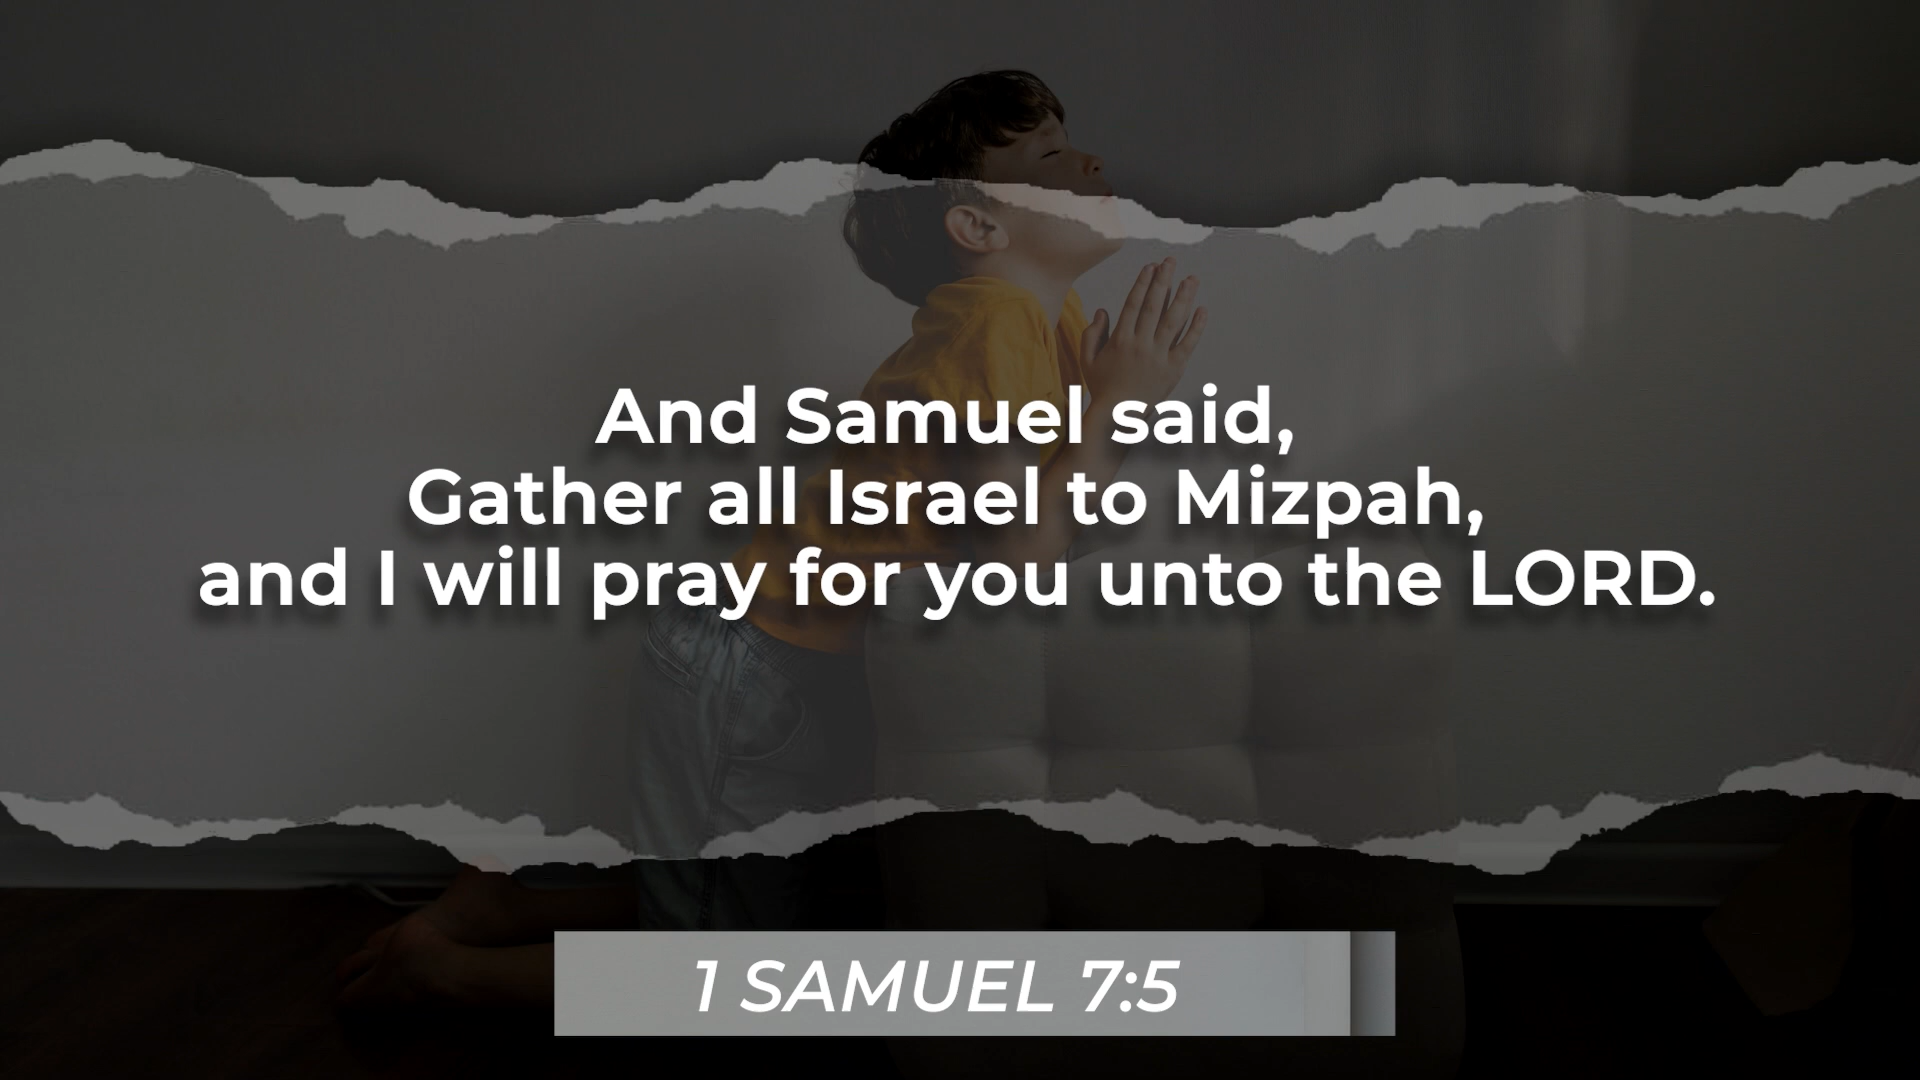 And Samuel said,
Gather all Israel to Mizpah,
and I will pray for you unto the LORD.
1 SAMUEL 7:5